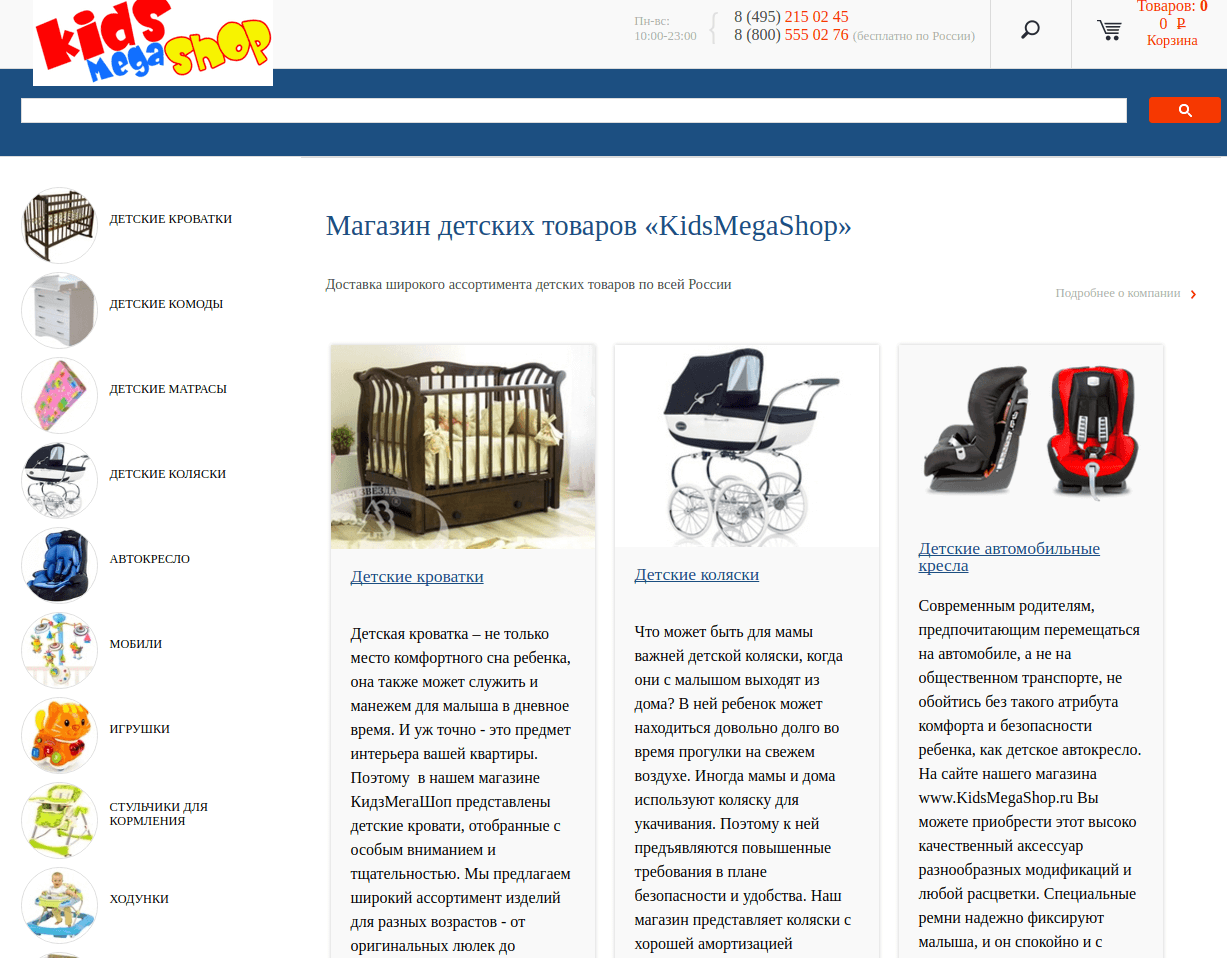 kids
mega
shop
Пн-вс:
10:00-23:00
8 (495) 215 02 45
8 (800) 555 02 76 (бесплатно по России)
Товаров: 0
0 ₽
Корзина
ДЕТСКИЕ КРОВАТКИ
ДЕТСКИЕ КОМОДЫ
ДЕТСКИЕ МАТРАСЫ
ДЕТСКИЕ КОЛЯСКИ
АВТОКРЕСЛО
МОБИЛИ
ИГРУШКИ
СТУЛЬЧИКИ ДЛЯ
КОРМЛЕНИЯ
ХОДУНКИ
Магазин детских товаров «KidsMegaShop»
Доставка широкого ассортимента детских товаров по всей России
Подробнее о компании
ЗВЕЗДА
Детские кроватки
Детская кроватка – не только
место комфортного сна ребенка,
она также может служить и
манежем для малыша в дневное
время. И уж точно - это предмет
интерьера вашей квартиры.
Поэтому  в нашем магазине
КидзМегаШоп представлены
детские кровати, отобранные с
особым вниманием и
тщательностью. Мы предлагаем
широкий ассортимент изделий
для разных возрастов - от
оригинальных люлек до
Детские коляски
Что может быть для мамы
важней детской коляски, когда
они с малышом выходят из
дома? В ней ребенок может
находиться довольно долго во
время прогулки на свежем
воздухе. Иногда мамы и дома
используют коляску для
укачивания. Поэтому к ней
предъявляются повышенные
требования в плане
безопасности и удобства. Наш
магазин представляет коляски с
хорошей амортизацией
Детские автомобильные
кресла
Современным родителям,
предпочитающим перемещаться
на автомобиле, а не на
общественном транспорте, не
обойтись без такого атрибута
комфорта и безопасности
ребенка, как детское автокресло.
На сайте нашего магазина
www.KidsMegaShop.ru Вы
можете приобрести этот высоко
качественный аксессуар
разнообразных модификаций и
любой расцветки. Специальные
ремни надежно фиксируют
малыша, и он спокойно и с